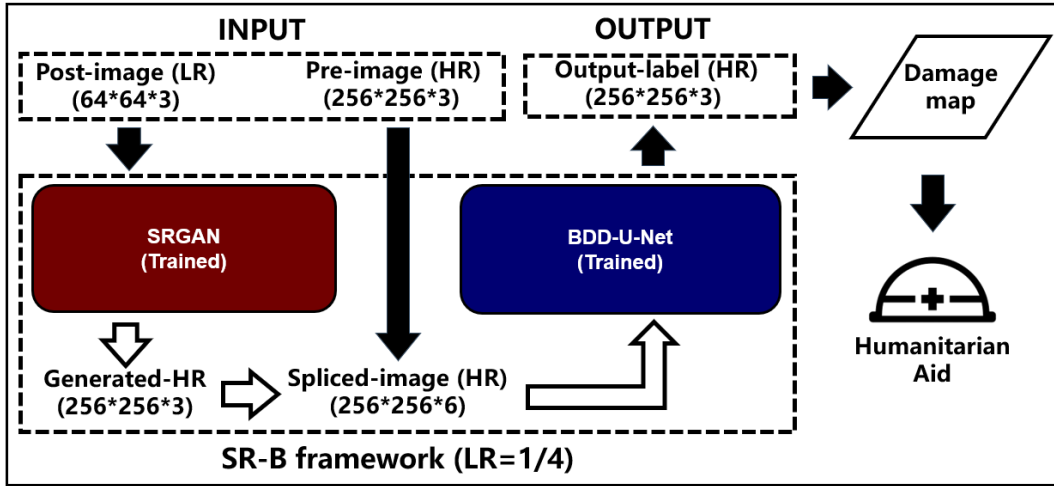 INPUT
OUTPUT
Post-image (LR)
(64*64*3)
Pre-image (HR)
(256*256*3)
Output-label (HR)
(256*256*3)
Damage
map
SRGAN
(Trained)
BDD-U-Net
(Trained)
Generated-HR
(256*256*3)
Spliced-image (HR)
(256*256*6)
Humanitarian
Aid
SR-B framework (LR=1/4)